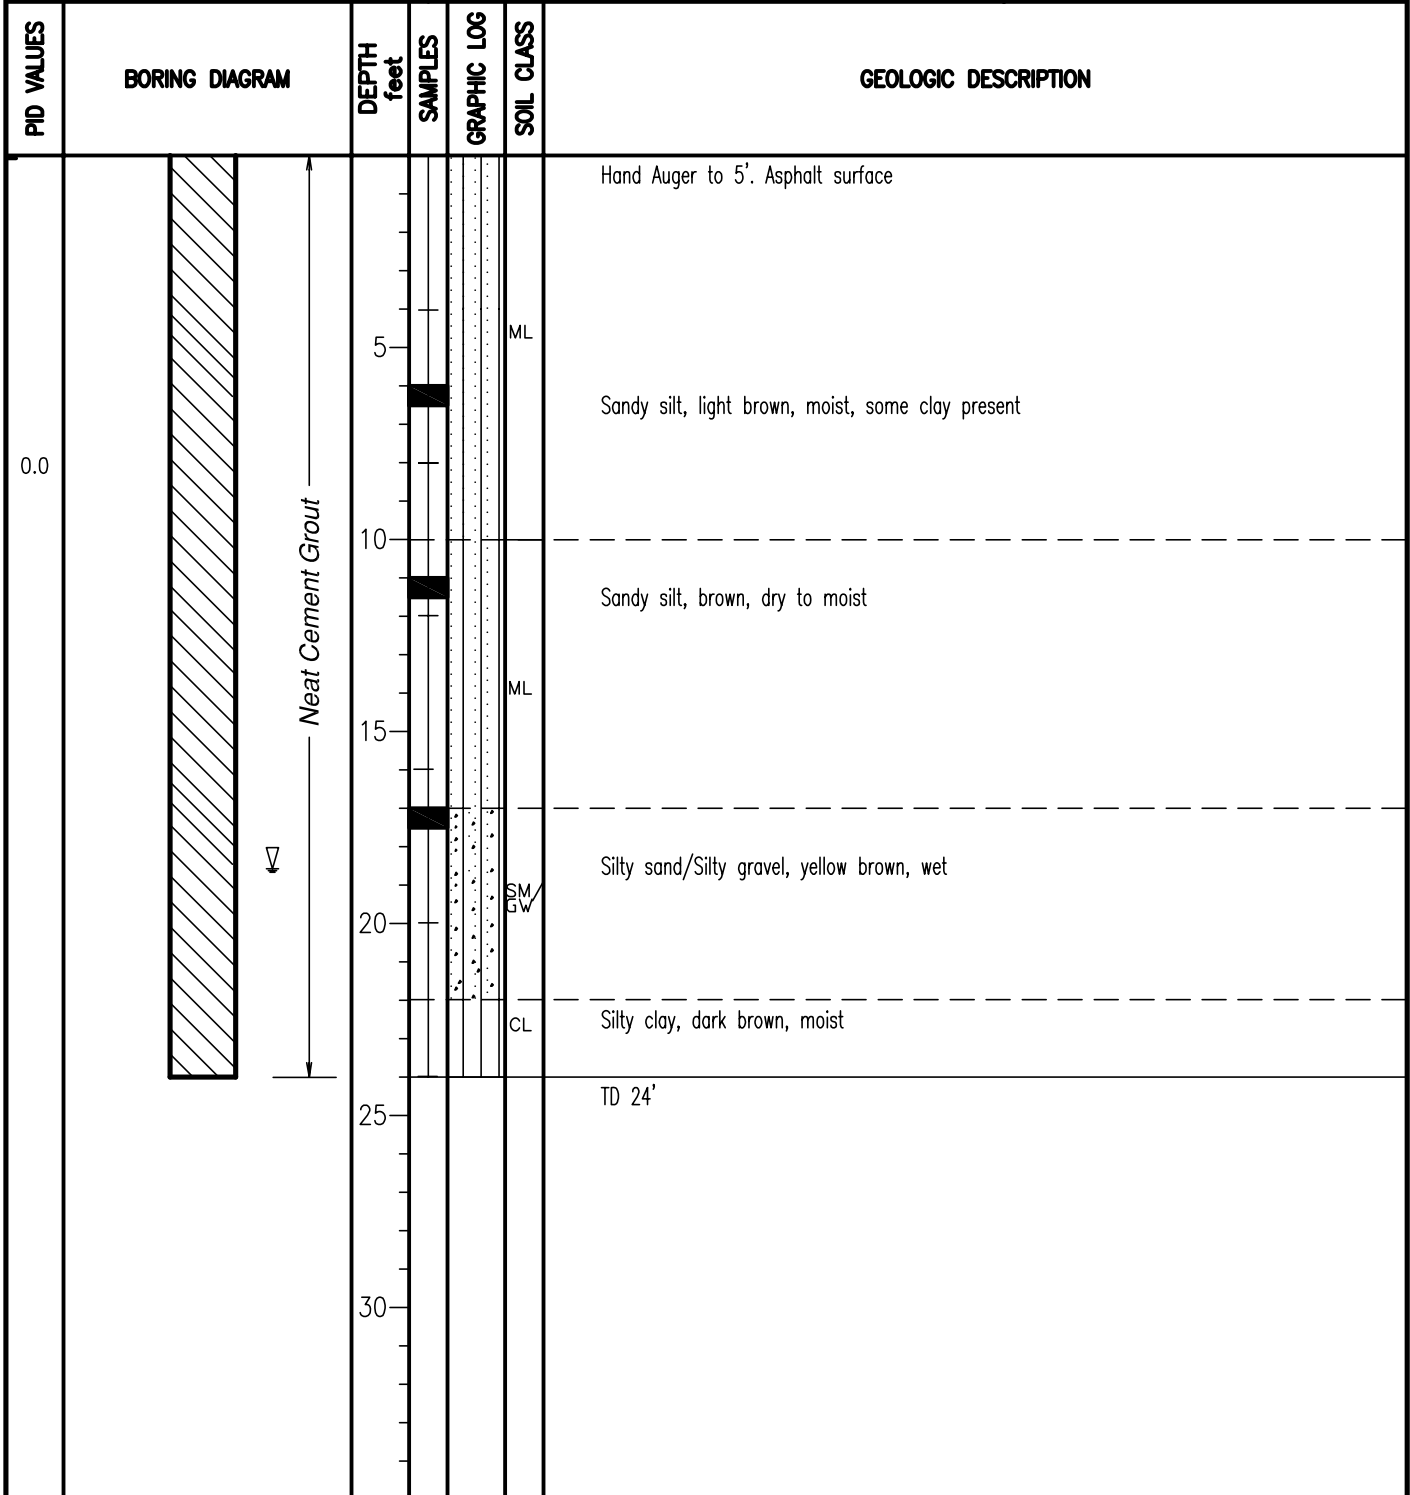 PID VALUES
BORING DIAGRAM
DEPTH
feet
SAMPLES
GRAPHIC LOG
SOIL CLASS
GEOLOGIC DESCRIPTION
Hand Auger to 5'. Asphalt surface
ML
5
Sandy silt, light brown, moist, some clay present
0.0
Neat Cement Grout
10
Sandy silt, brown, dry to moist
ML
15
Silty sand/Silty gravel, yellow brown, wet
SM/
GW
20
Silty clay, dark brown, moist
CL
TD 24'
25
30